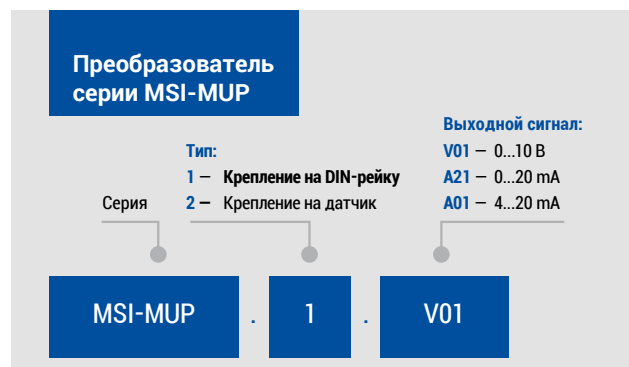 Преобразователь
серии MSI-MUP
Выходной сигнал:
Тип:
V01 — 0...10 В
1 — Крепление на DIN-рейку
A21 — 0...20 mA
Серия
2 — Крепление на датчик
A01 — 4...20 mA
MSI-MUP . 1 . V01